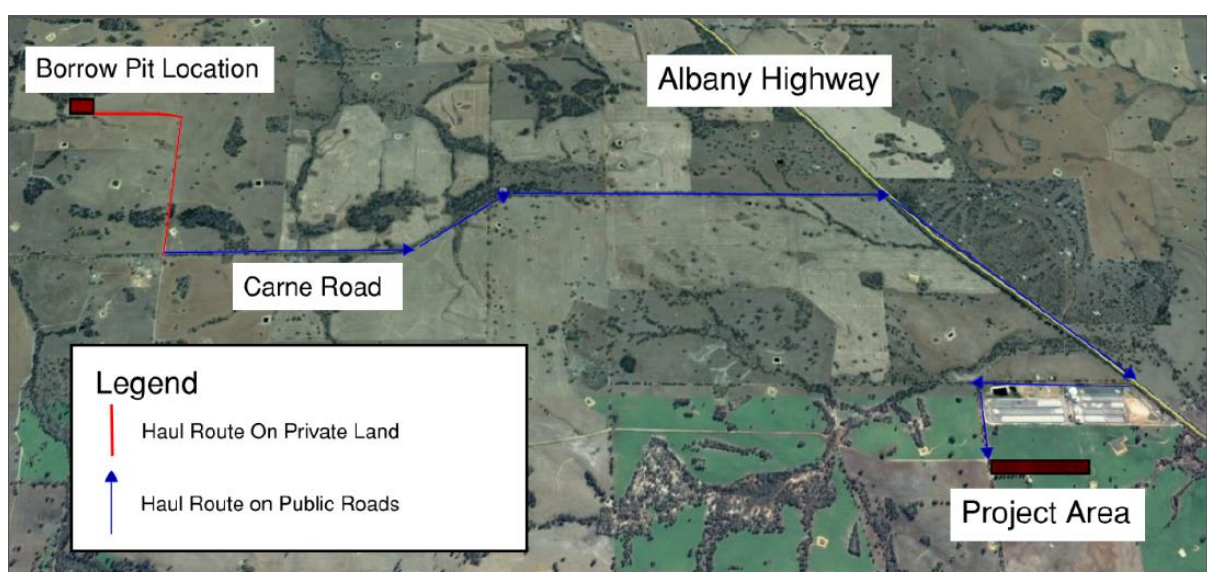 Borrow Pit Location
Albany Highway
Carne Road
Legend
Haul Route On Private Land
Haul Route on Public Roads
Project Area